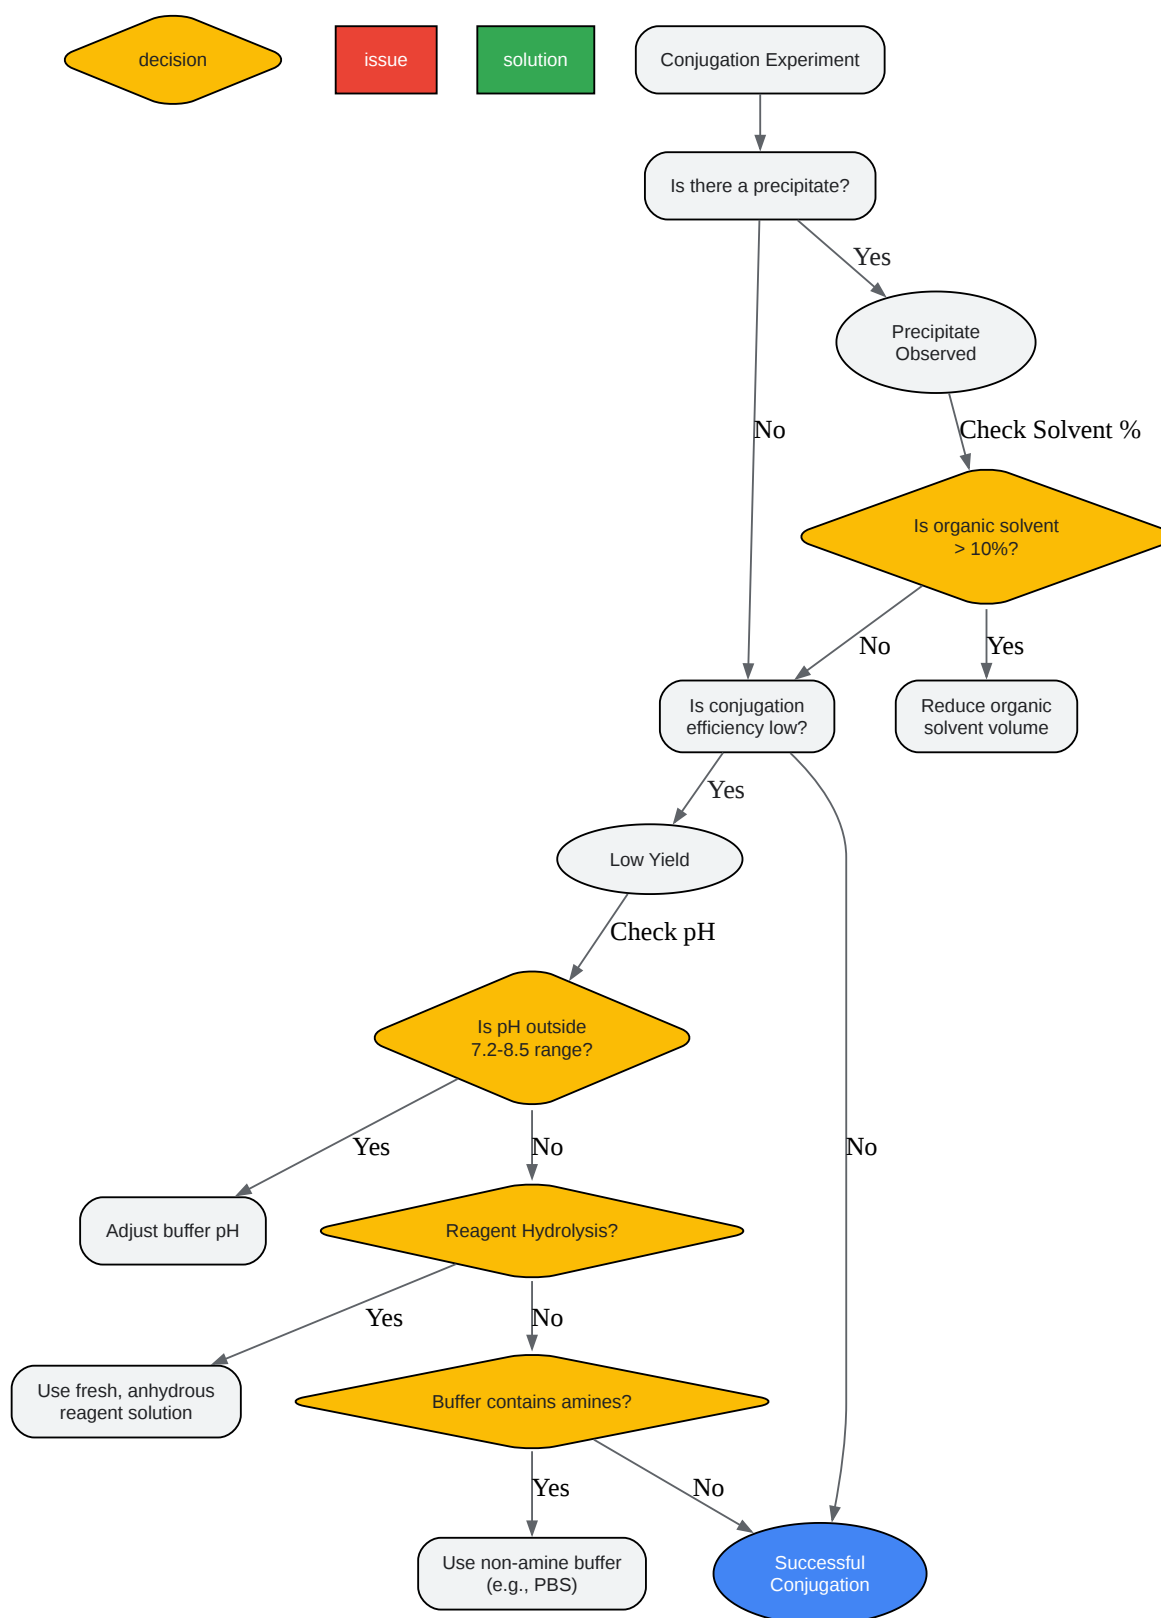 decision
issue
solution
Conjugation Experiment
Is there a precipitate?
Yes
Precipitate
Observed
No
Check Solvent %
Is organic solvent
> 10%?
No
Yes
Is conjugation
efficiency low?
Reduce organic
solvent volume
Yes
Low Yield
Check pH
Is pH outside
7.2-8.5 range?
Yes
No
No
Adjust buffer pH
Reagent Hydrolysis?
Yes
No
Use fresh, anhydrous
reagent solution
Buffer contains amines?
Yes
No
Use non-amine buffer
(e.g., PBS)
Successful
Conjugation